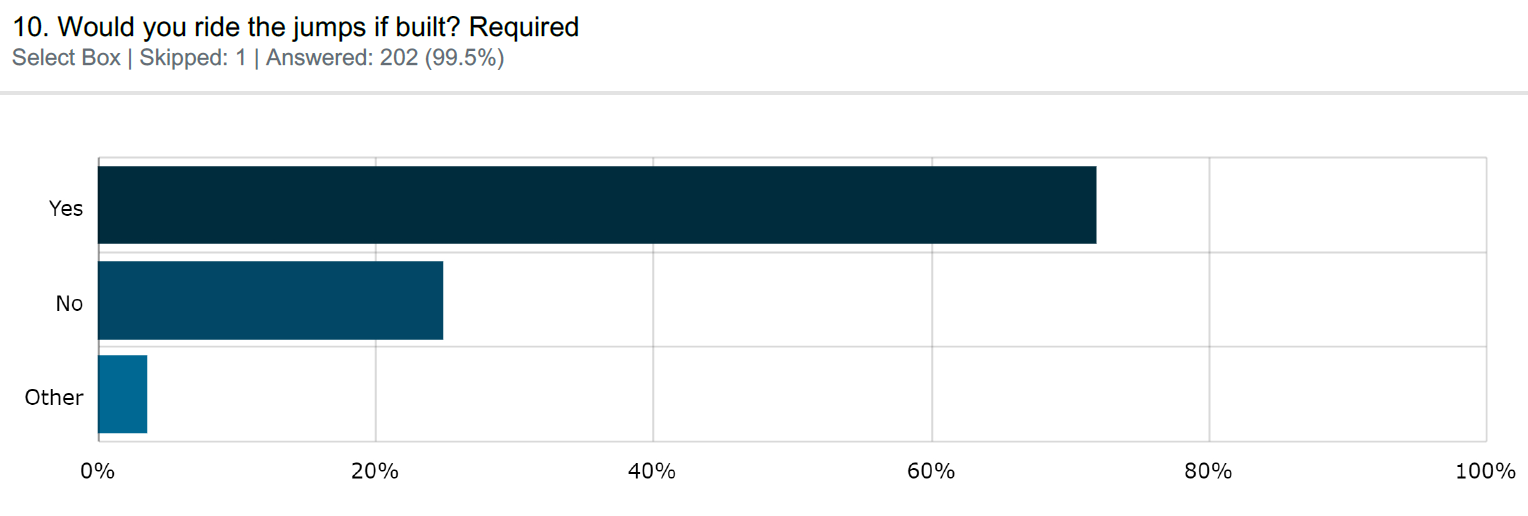 10. Would you ride the jumps if built? Required
Select Box | Skipped: 1 | Answered: 202 (99.5%)
Yes
No
Other
0% 20% 40% 60% 80% 100%